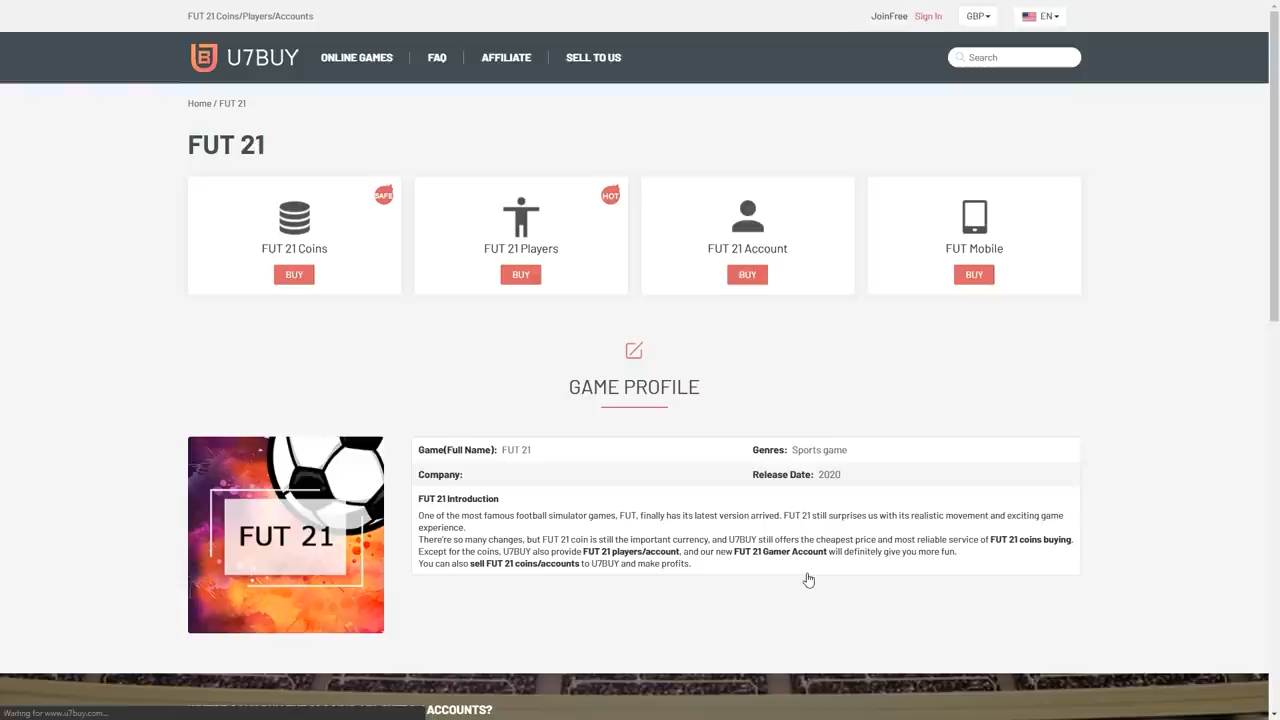 FUT 21 Coins/Players/Accounts
JoinFree Sign In GBP EN
U7BUY ONLINE GAMES FAQ AFFILIATE SELL TO US Search
Home / FUT 21
FUT 21
SAFE
HOT
FUT 21 Coins
FUT 21 Players
FUT 21 Account
FUT Mobile
BUY
BUY
BUY
BUY
GAME PROFILE
Game(Full Name): FUT 21 Genres: Sports game
Company: Release Date: 2020
FUT 21 Introduction
One of the most famous football simulator games, FUT, finally has its latest version arrived. FUT 21 still surprises us with its realistic movement and exciting game
experience.
There're so many changes, but FUT 21 coin is still the important currency, and U7BUY still offers the cheapest price and most reliable service of FUT 21 coins buying.
Except for the coins, U7BUY also provide FUT 21 players/account, and our new FUT 21 Gamer Account will definitely give you more fun.
You can also sell FUT 21 coins/accounts to U7BUY and make profits.
FUT 21
ACCOUNTS?
Waiting for www.u7buy.com...